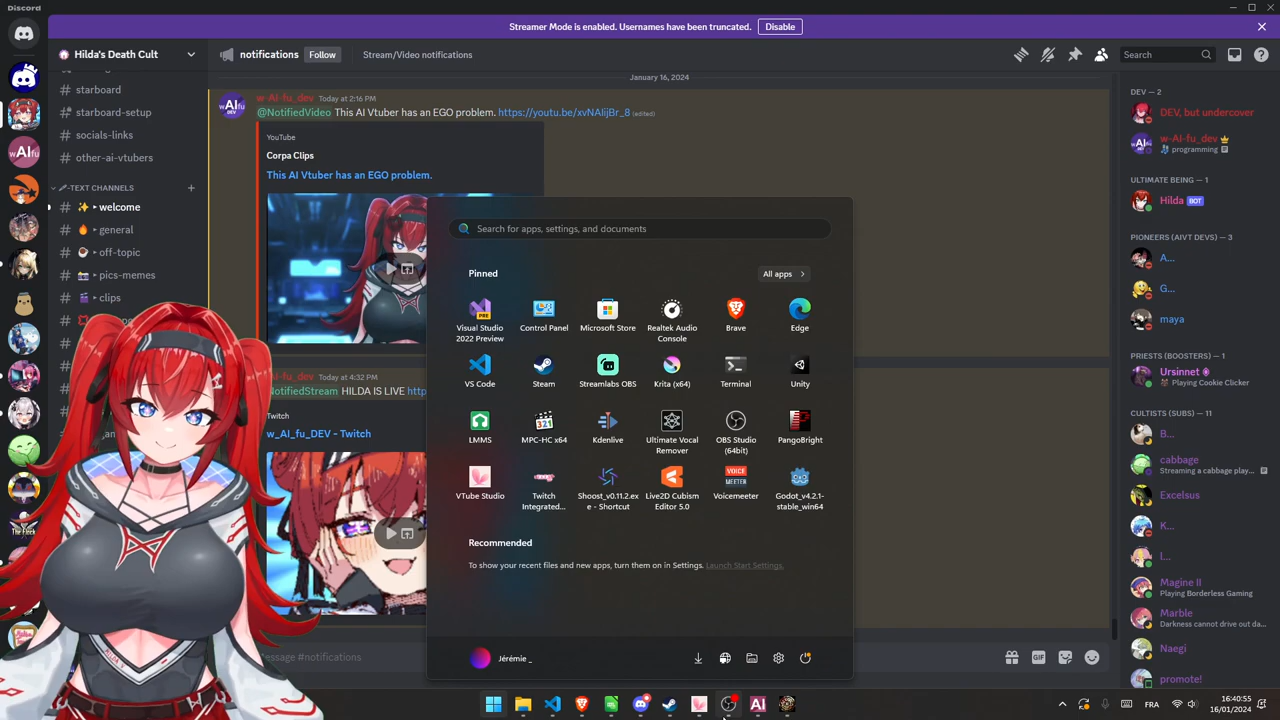 Discord
Streamer Mode is enabled. Usernames have been truncated. Disable
Hilda's Death Cult
notifications Follow Stream/Video notifications
Search
starboard
starboard-setup
socials-links
other-ai-vtubers
TEXT CHANNELS
welcome
general
off-topic
pics-memes
clips
January 16, 2024
w-AI-fu_dev Today at 2:16 PM
@NotifiedVideo This AI Vtuber has an EGO problem. https://youtu.be/xvNAIijBr_8 (edited)
YouTube
Corpa Clips
This AI Vtuber has an EGO problem.
Today at 4:32 PM
HILDA IS LIVE
Twitch
w_AI_fu_DEV - Twitch
#notifications
GIF
Search for apps, settings, and documents
Pinned
All apps
Visual Studio
2022 Preview
Control Panel
Microsoft Store
Realtek Audio
Console
Brave
Edge
VS Code
Steam
Streamlabs OBS
Krita (x64)
Terminal
Unity
LMMS
MPC-HC x64
Kdenlive
Ultimate Vocal
Remover
OBS Studio
(64bit)
PangoBright
VTube Studio
Twitch
Integrated...
Shoost_v0.11.2.ex
e - Shortcut
Live2D Cubism
Editor 5.0
Voicemeeter
Godot_v4.2.1-
stable_win64
Recommended
To show your recent files and new apps, turn them on in Settings. Launch Start Settings.
Jérémie _
DEV — 2
DEV, but undercover
w-AI-fu_dev
programming
ULTIMATE BEING — 1
Hilda BOT
PIONEERS (AIVT DEVS) — 3
A...
G...
maya
PRIESTS (BOOSTERS) — 1
Ursinnet
Playing Cookie Clicker
CULTISTS (SUBS) — 11
B...
cabbage
Streaming a cabbage play...
Excelsus
K...
I...
Magine II
Playing Borderless Gaming
Marble
Darkness cannot drive out da...
Naegi
promote!
FRA
16:40:55
16/01/2024